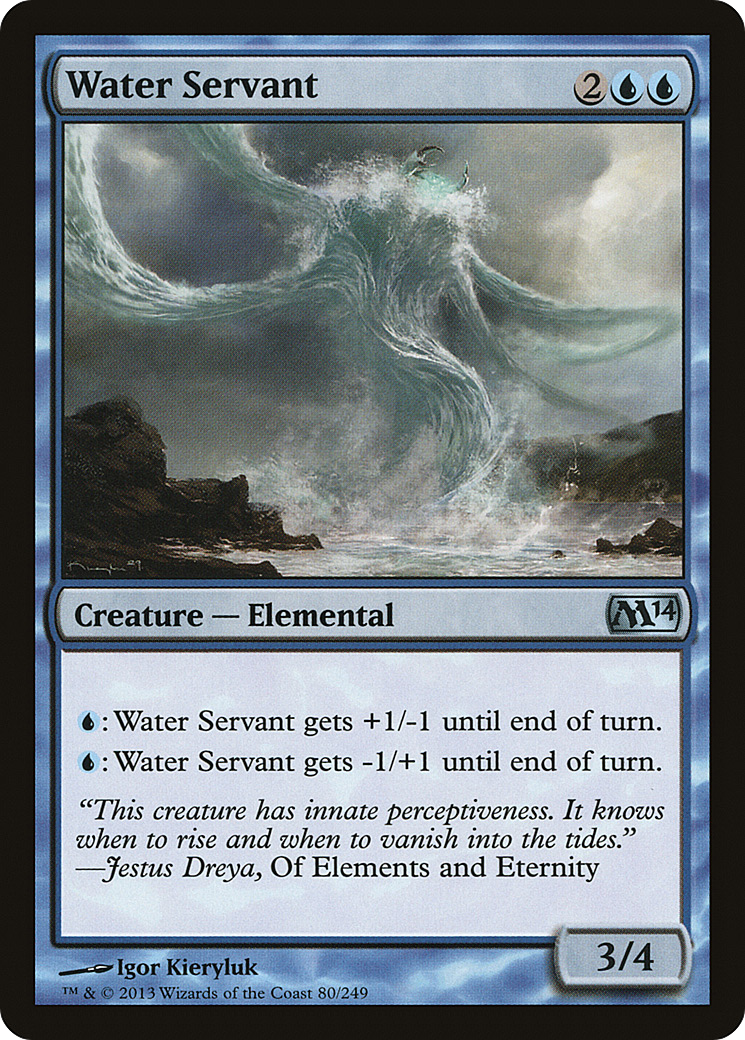 Water Servant 2
Creature — Elemental M14
: Water Servant gets +1/-1 until end of turn.
: Water Servant gets -1/+1 until end of turn.
“This creature has innate perceptiveness. It knows
when to rise and when to vanish into the tides.”
—Jestus Dreya, Of Elements and Eternity
3/4
Igor Kieryluk
™ & © 2013 Wizards of the Coast 80/249